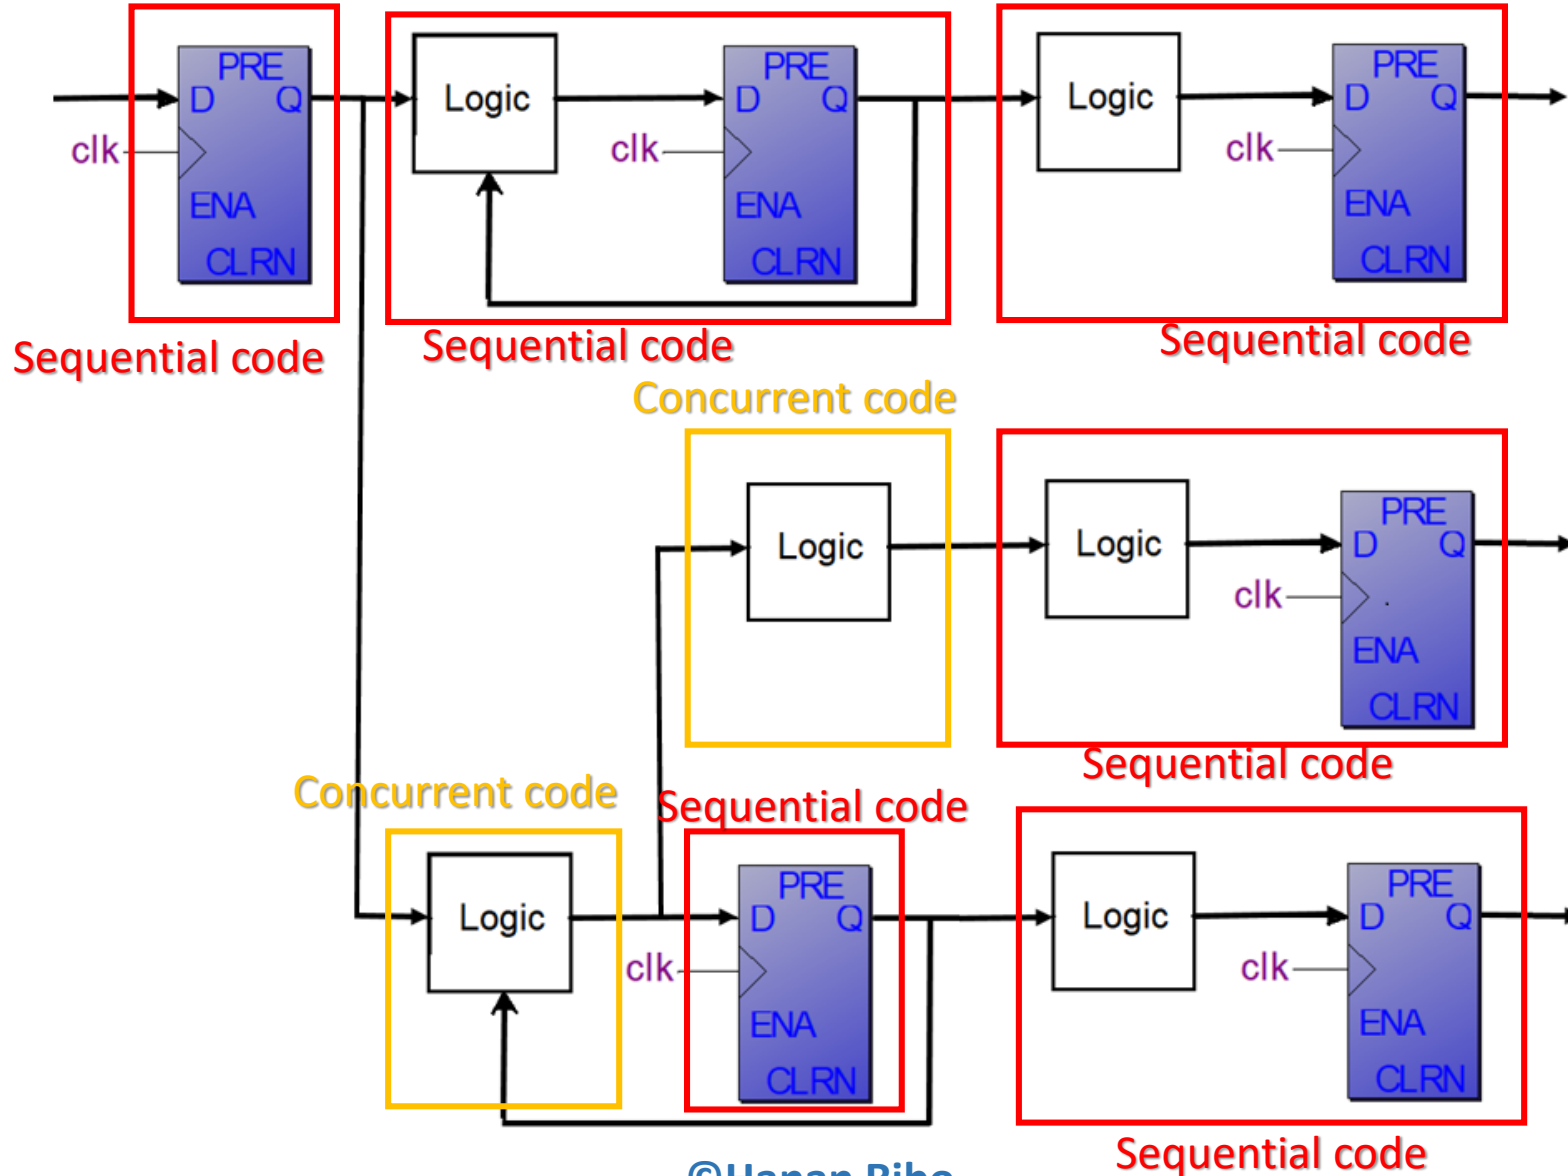 PRE
D Q
clk
ENA
CLRN
Sequential code
Logic
PRE
D Q
clk
ENA
CLRN
Sequential code
Logic
PRE
D Q
clk
ENA
CLRN
Sequential code
Concurrent code
Logic
Logic
PRE
D Q
clk
ENA
CLRN
Sequential code
Concurrent code
Logic
Sequential code
PRE
D Q
clk
ENA
CLRN
Logic
PRE
D Q
clk
ENA
CLRN
Sequential code
©Hanan Ribo